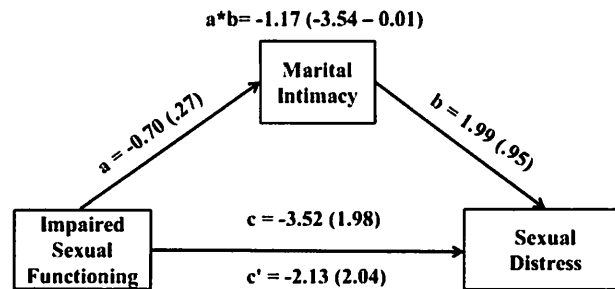 a*b= -1.17 (-3.54 – 0.01)
Marital
Intimacy
a = -0.70 (.27)
b = 1.99 (.95)
Impaired
Sexual
Functioning
c = -3.52 (1.98)
c' = -2.13 (2.04)
Sexual
Distress